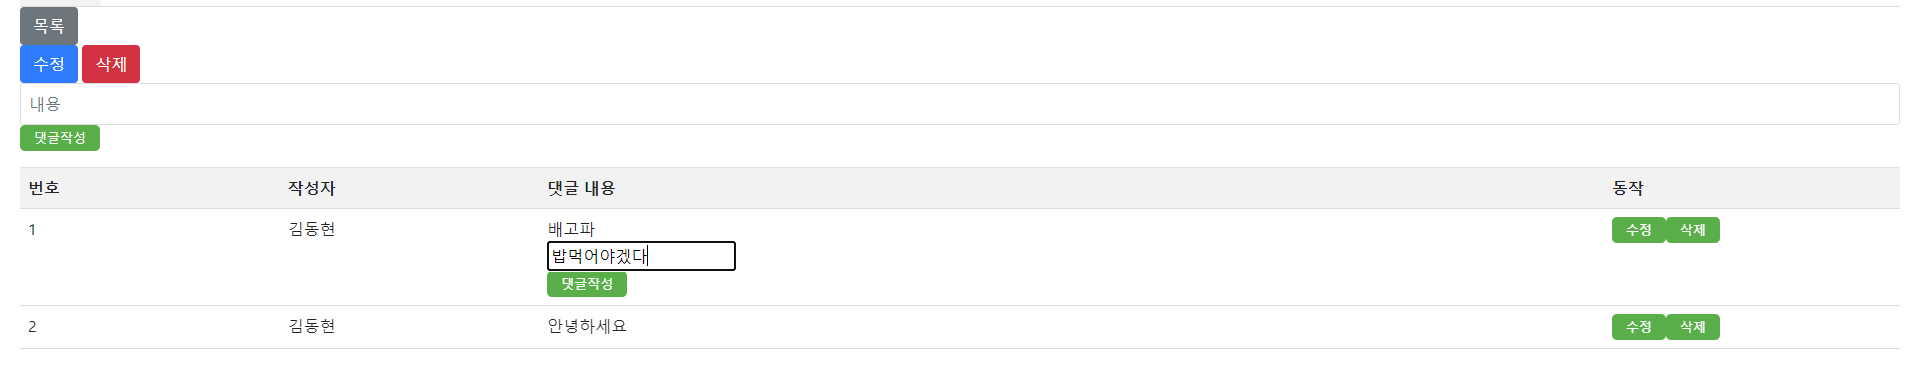 목록
수정 삭제
내용
댓글작성
번호 작성자 댓글 내용 동작
1 김동현 배고파 수정 삭제
밥먹어야겠다
댓글작성
2 김동현 안녕하세요 수정 삭제